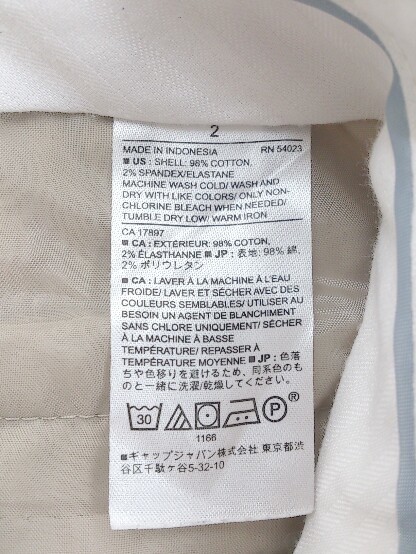 2
MADE IN INDONESIA RN 54023
■ US : SHELL: 98% COTTON,
2% SPANDEX/ELASTANE
MACHINE WASH COLD/ WASH AND
DRY WITH LIKE COLORS/ ONLY NON-
CHLORINE BLEACH WHEN NEEDED/
TUMBLE DRY LOW/ WARM IRON
CA 17897
■ CA : EXTÉRIEUR: 98% COTON,
2% ÉLASTHANNE ■ JP : 表地: 98% 綿,
2% ポリウレタン
■ CA : LAVER À LA MACHINE À L'EAU
FROIDE/ LAVER ET SÉCHER AVEC DES
COULEURS SEMBLABLES/ UTILISER AU
BESOIN UN AGENT DE BLANCHIMENT
SANS CHLORE UNIQUEMENT/ SÉCHER
À LA MACHINE À BASSE
TEMPÉRATURE/ REPASSER À
TEMPÉRATURE MOYENNE ■ JP : 色落
ちや色移りを避けるため、同系色のも
のと一緒に洗濯/乾燥してください。
30 P ®
1166
■ギャップジャパン株式会社 東京都渋
谷区千駄ヶ谷5-32-10